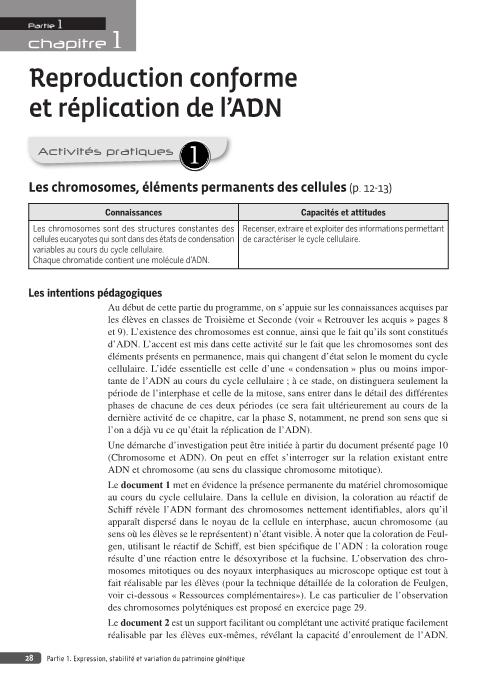 Partie 1
chapitre 1
Reproduction conforme
et réplication de l'ADN
Activités pratiques 1
Les chromosomes, éléments permanents des cellules (p. 12-13)
Connaissances
Capacités et attitudes
Les chromosomes sont des structures constantes des
cellules eucaryotes qui sont dans des états de condensation
variables au cours du cycle cellulaire.
Chaque chromatide contient une molécule d'ADN.
Recenser, extraire et exploiter des informations permettant
de caractériser le cycle cellulaire.
Les intentions pédagogiques
Au début de cette partie du programme, on s'appuie sur les connaissances acquises par
les élèves en classes de Troisième et Seconde (voir « Retrouver les acquis » pages 8
et 9). L'existence des chromosomes est connue, ainsi que le fait qu'ils sont constitués
d'ADN. L'accent est mis dans cette activité sur le fait que les chromosomes sont des
éléments présents en permanence, mais qui changent d'état selon le moment du cycle
cellulaire. L'idée essentielle est celle d'une « condensation » plus ou moins impor-
tante de l'ADN au cours du cycle cellulaire ; à ce stade, on distinguera seulement la
période de l'interphase et celle de la mitose, sans entrer dans le détail des différentes
phases de chacune de ces deux périodes (ce sera fait ultérieurement au cours de la
dernière activité de ce chapitre, car la phase S, notamment, ne prend son sens que si
l'on a déjà vu ce qu'était la réplication de l'ADN).
Une démarche d'investigation peut être initiée à partir du document présenté page 10
(Chromosome et ADN). On peut en effet s'interroger sur la relation existant entre
ADN et chromosome (au sens du classique chromosome mitotique).
Le document 1 met en évidence la présence permanente du matériel chromosomique
au cours du cycle cellulaire. Dans la cellule en division, la coloration au réactif de
Schiff révèle l'ADN formant des chromosomes nettement identifiables, alors qu'il
apparaît dispersé dans le noyau de la cellule en interphase, aucun chromosome (au
sens où les élèves se le représentent) n'étant visible. À noter que la coloration de Feul-
gen, utilisant le réactif de Schiff, est bien spécifique de l'ADN : la coloration rouge
résulte d'une réaction entre le désoxyribose et la fuchsine. L'observation des chro-
mosomes mitotiques ou des noyaux interphasiques au microscope optique est tout à
fait réalisable par les élèves (pour la technique détaillée de la coloration de Feulgen,
voir ci-dessous « Ressources complémentaires»). Le cas particulier de l'observation
des chromosomes polyténiques est proposé en exercice page 29.
Le document 2 est un support facilitant ou complétant une activité pratique facilement
réalisable par les élèves eux-mêmes, révélant la capacité d'enroulement de l'ADN.
28 Partie 1. Expression, stabilité et variation du patrimoine génétique